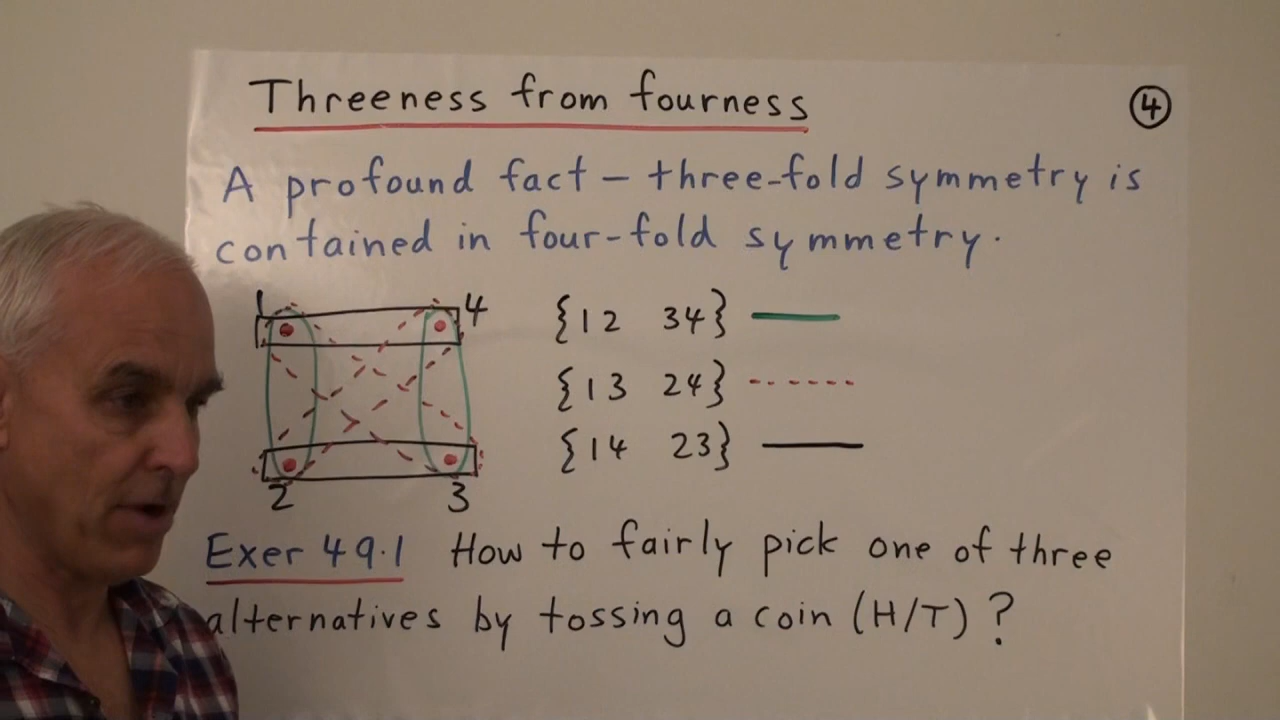 Threeness from fourness
④
A profound fact – three-fold symmetry is
contained in four-fold symmetry.
1 4
{12 34}
{13 24}
{14 23}
2 3
Exer 49.1 How to fairly pick one of three
alternatives by tossing a coin (H/T)?